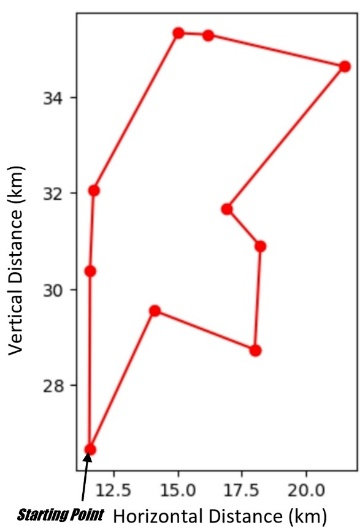 34
32
30
28
Vertical Distance (km)
12.5 15.0 17.5 20.0
Starting Point Horizontal Distance (km)